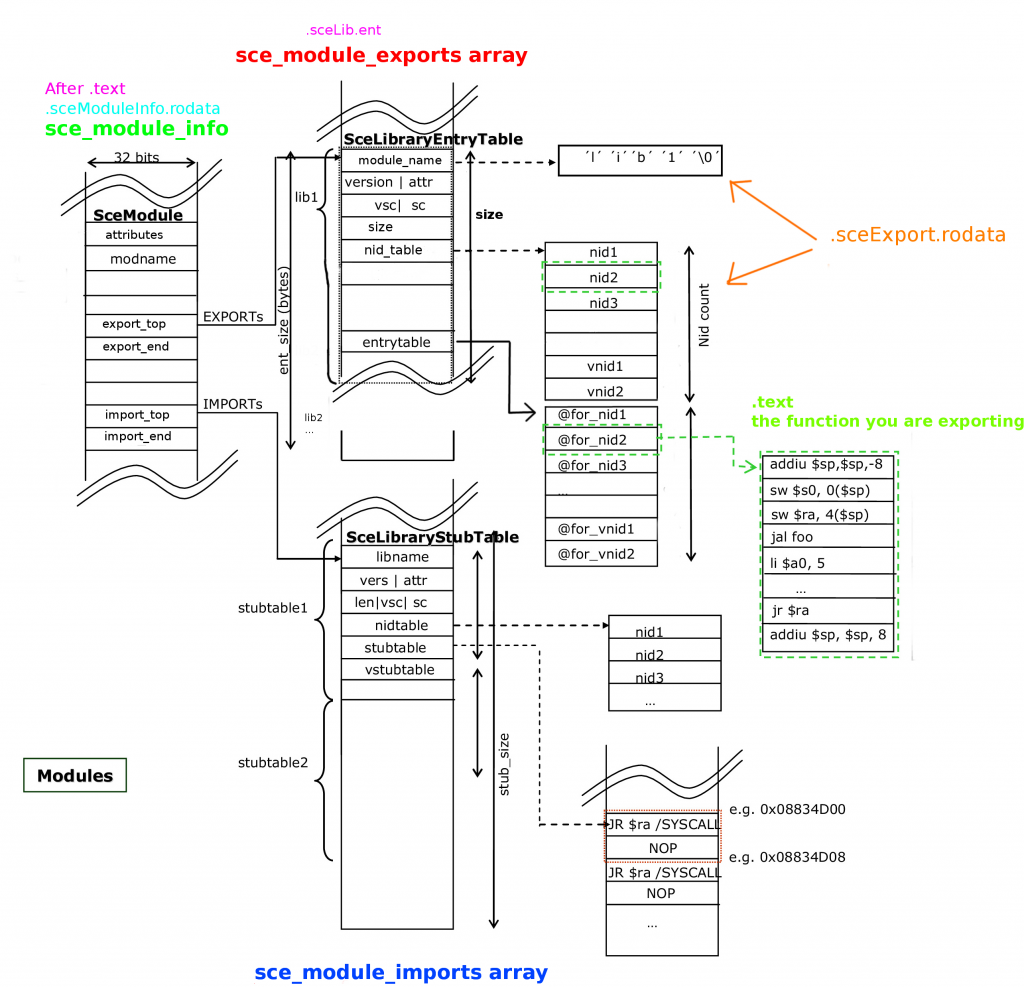 .sceLib.ent
sce_module_exports array
After .text
.sceModuleInfo.rodata
sce_module_info
32 bits
SceModule
attributes
modname
export_top
export_end
import_top
import_end
EXPORTs
IMPORTs
ent_size (bytes)
lib1
lib2
...
SceLibraryEntryTable
module_name
version | attr
vsc| sc
size
nid_table
entrytable
size
´l´ ´i´´b´ ´1´ ´\0´
.sceExport.rodata
nid1
nid2
nid3
vnid1
vnid2
Nid count
@for_nid1
@for_nid2
@for_nid3
...
@for_vnid1
@for_vnid2
.text
the function you are exporting
addiu $sp,$sp,-8
sw $s0, 0($sp)
sw $ra, 4($sp)
jal foo
li $a0, 5
...
jr $ra
addiu $sp, $sp, 8
SceLibraryStubTable
libname
vers | attr
len|vsc| sc
nidtable
stubtable
vstubtable
stubtable1
stubtable2
stub_size
nid1
nid2
nid3
...
e.g. 0x08834D00
JR $ra /SYSCALL
NOP
e.g. 0x08834D08
JR $ra /SYSCALL
NOP
...
Modules
sce_module_imports array